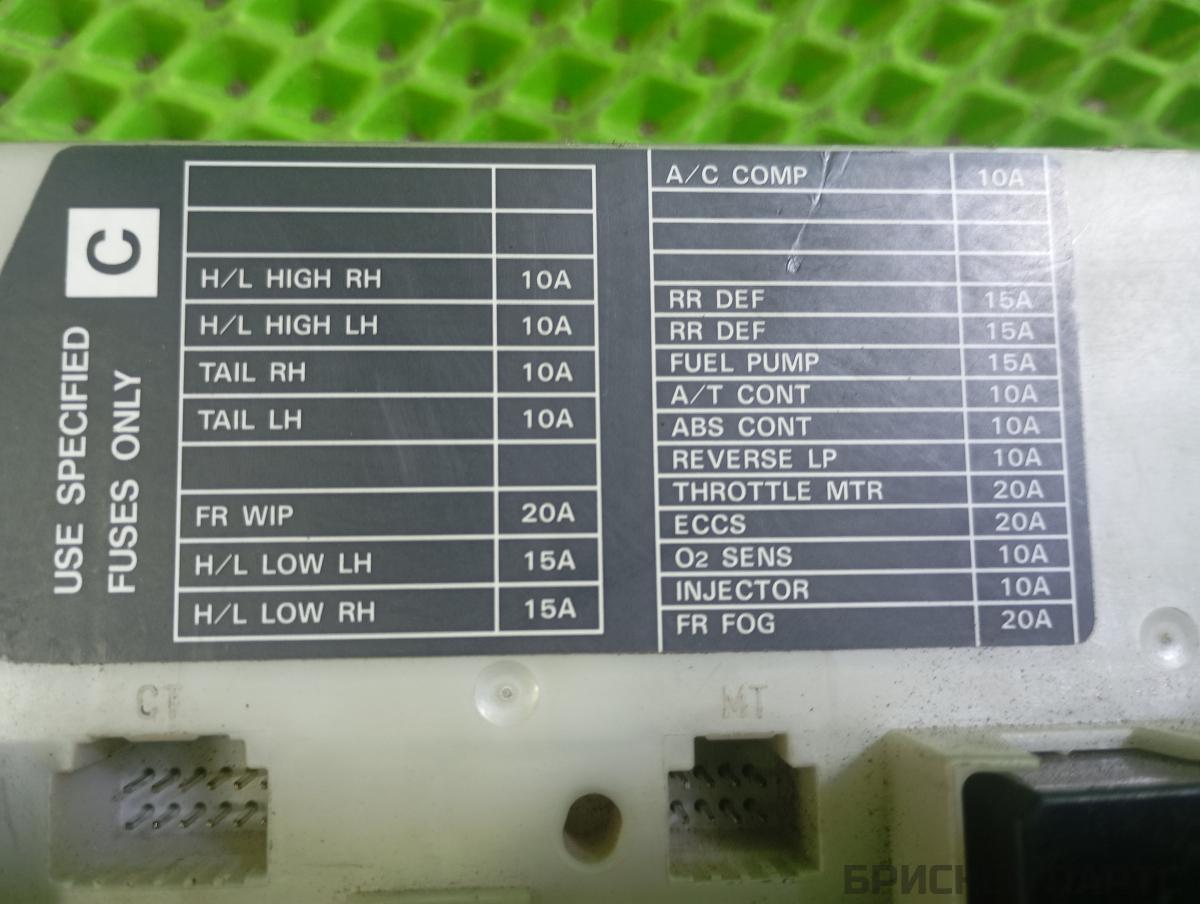 C
USE SPECIFIED
FUSES ONLY
H/L HIGH RH 10A
H/L HIGH LH 10A
TAIL RH 10A
TAIL LH 10A
FR WIP 20A
H/L LOW LH 15A
H/L LOW RH 15A
A/C COMP 10A
RR DEF 15A
RR DEF 15A
FUEL PUMP 15A
A/T CONT 10A
ABS CONT 10A
REVERSE LP 10A
THROTTLE MTR 20A
ECCS 20A
O2 SENS 10A
INJECTOR 10A
FR FOG 20A
CT
MT